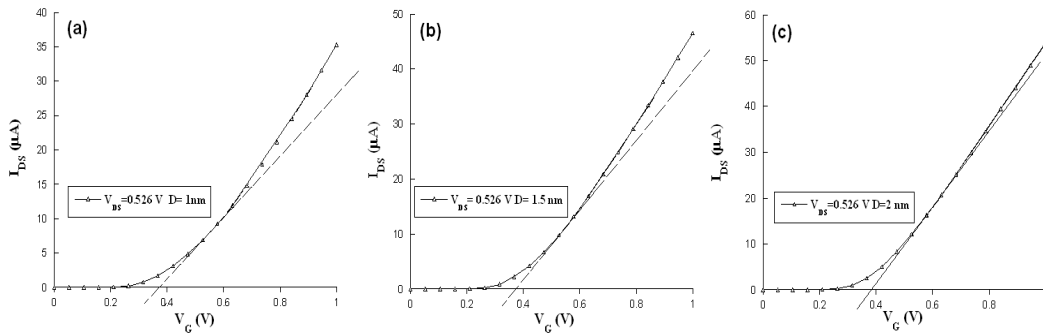 (a)
40
35
30
25
20
15
10
5
0
I_DS (μA)
V_DS=0.526 V D= 1nm
0 0.2 0.4 0.6 0.8 1
V_G (V)
(b)
50
40
30
20
10
0
I_DS (μA)
V_DS= 0.526 V D= 1.5 nm
0 0.2 0.4 0.6 0.8 1
V_G (V)
(c)
60
50
40
30
20
10
0
I_DS (μA)
V_DS= 0.526 V D=2 nm
0 0.2 0.4 0.6 0.8
V_G (V)